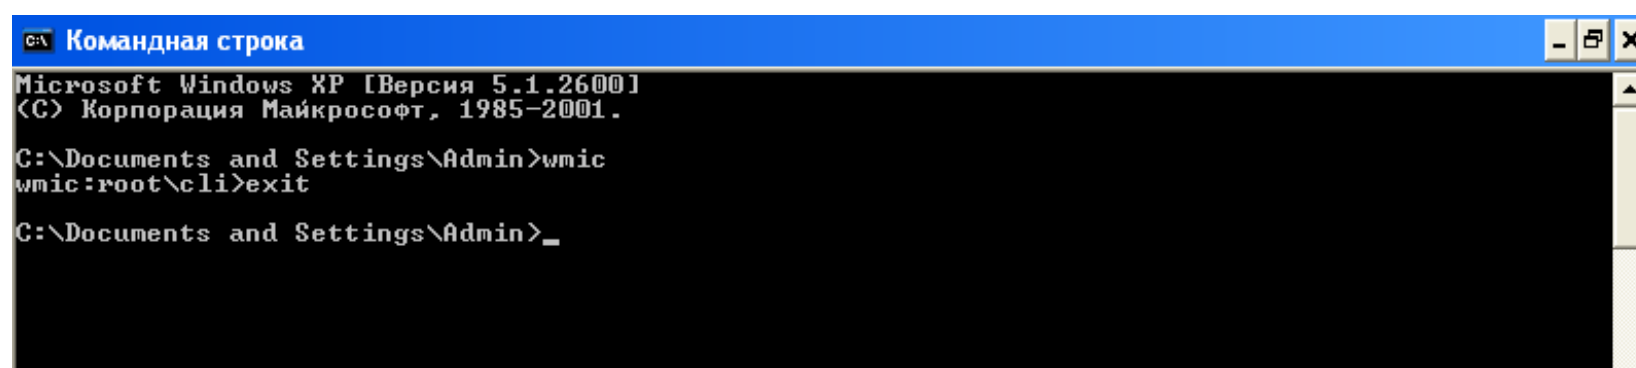 C:\ Командная строка
Microsoft Windows XP [Версия 5.1.2600]
(C) Корпорация Майкрософт, 1985-2001.
C:\Documents and Settings\Admin>wmic
wmic:root\cli>exit
C:\Documents and Settings\Admin>_